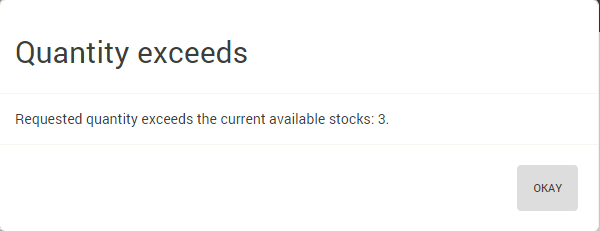 Quantity exceeds
Requested quantity exceeds the current available stocks: 3.
OKAY